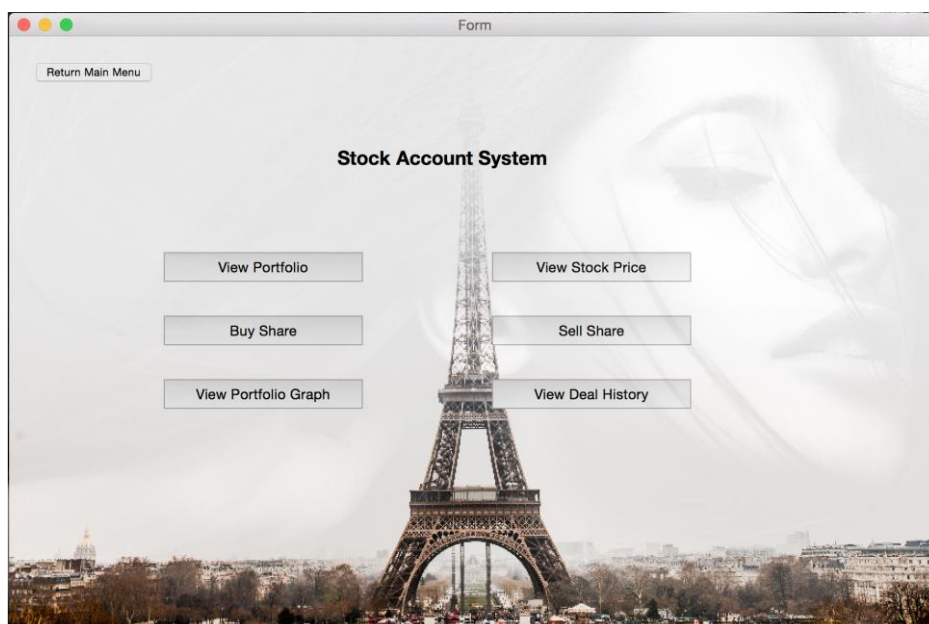 Form
Return Main Menu
Stock Account System
View Portfolio
View Stock Price
Buy Share
Sell Share
View Portfolio Graph
View Deal History